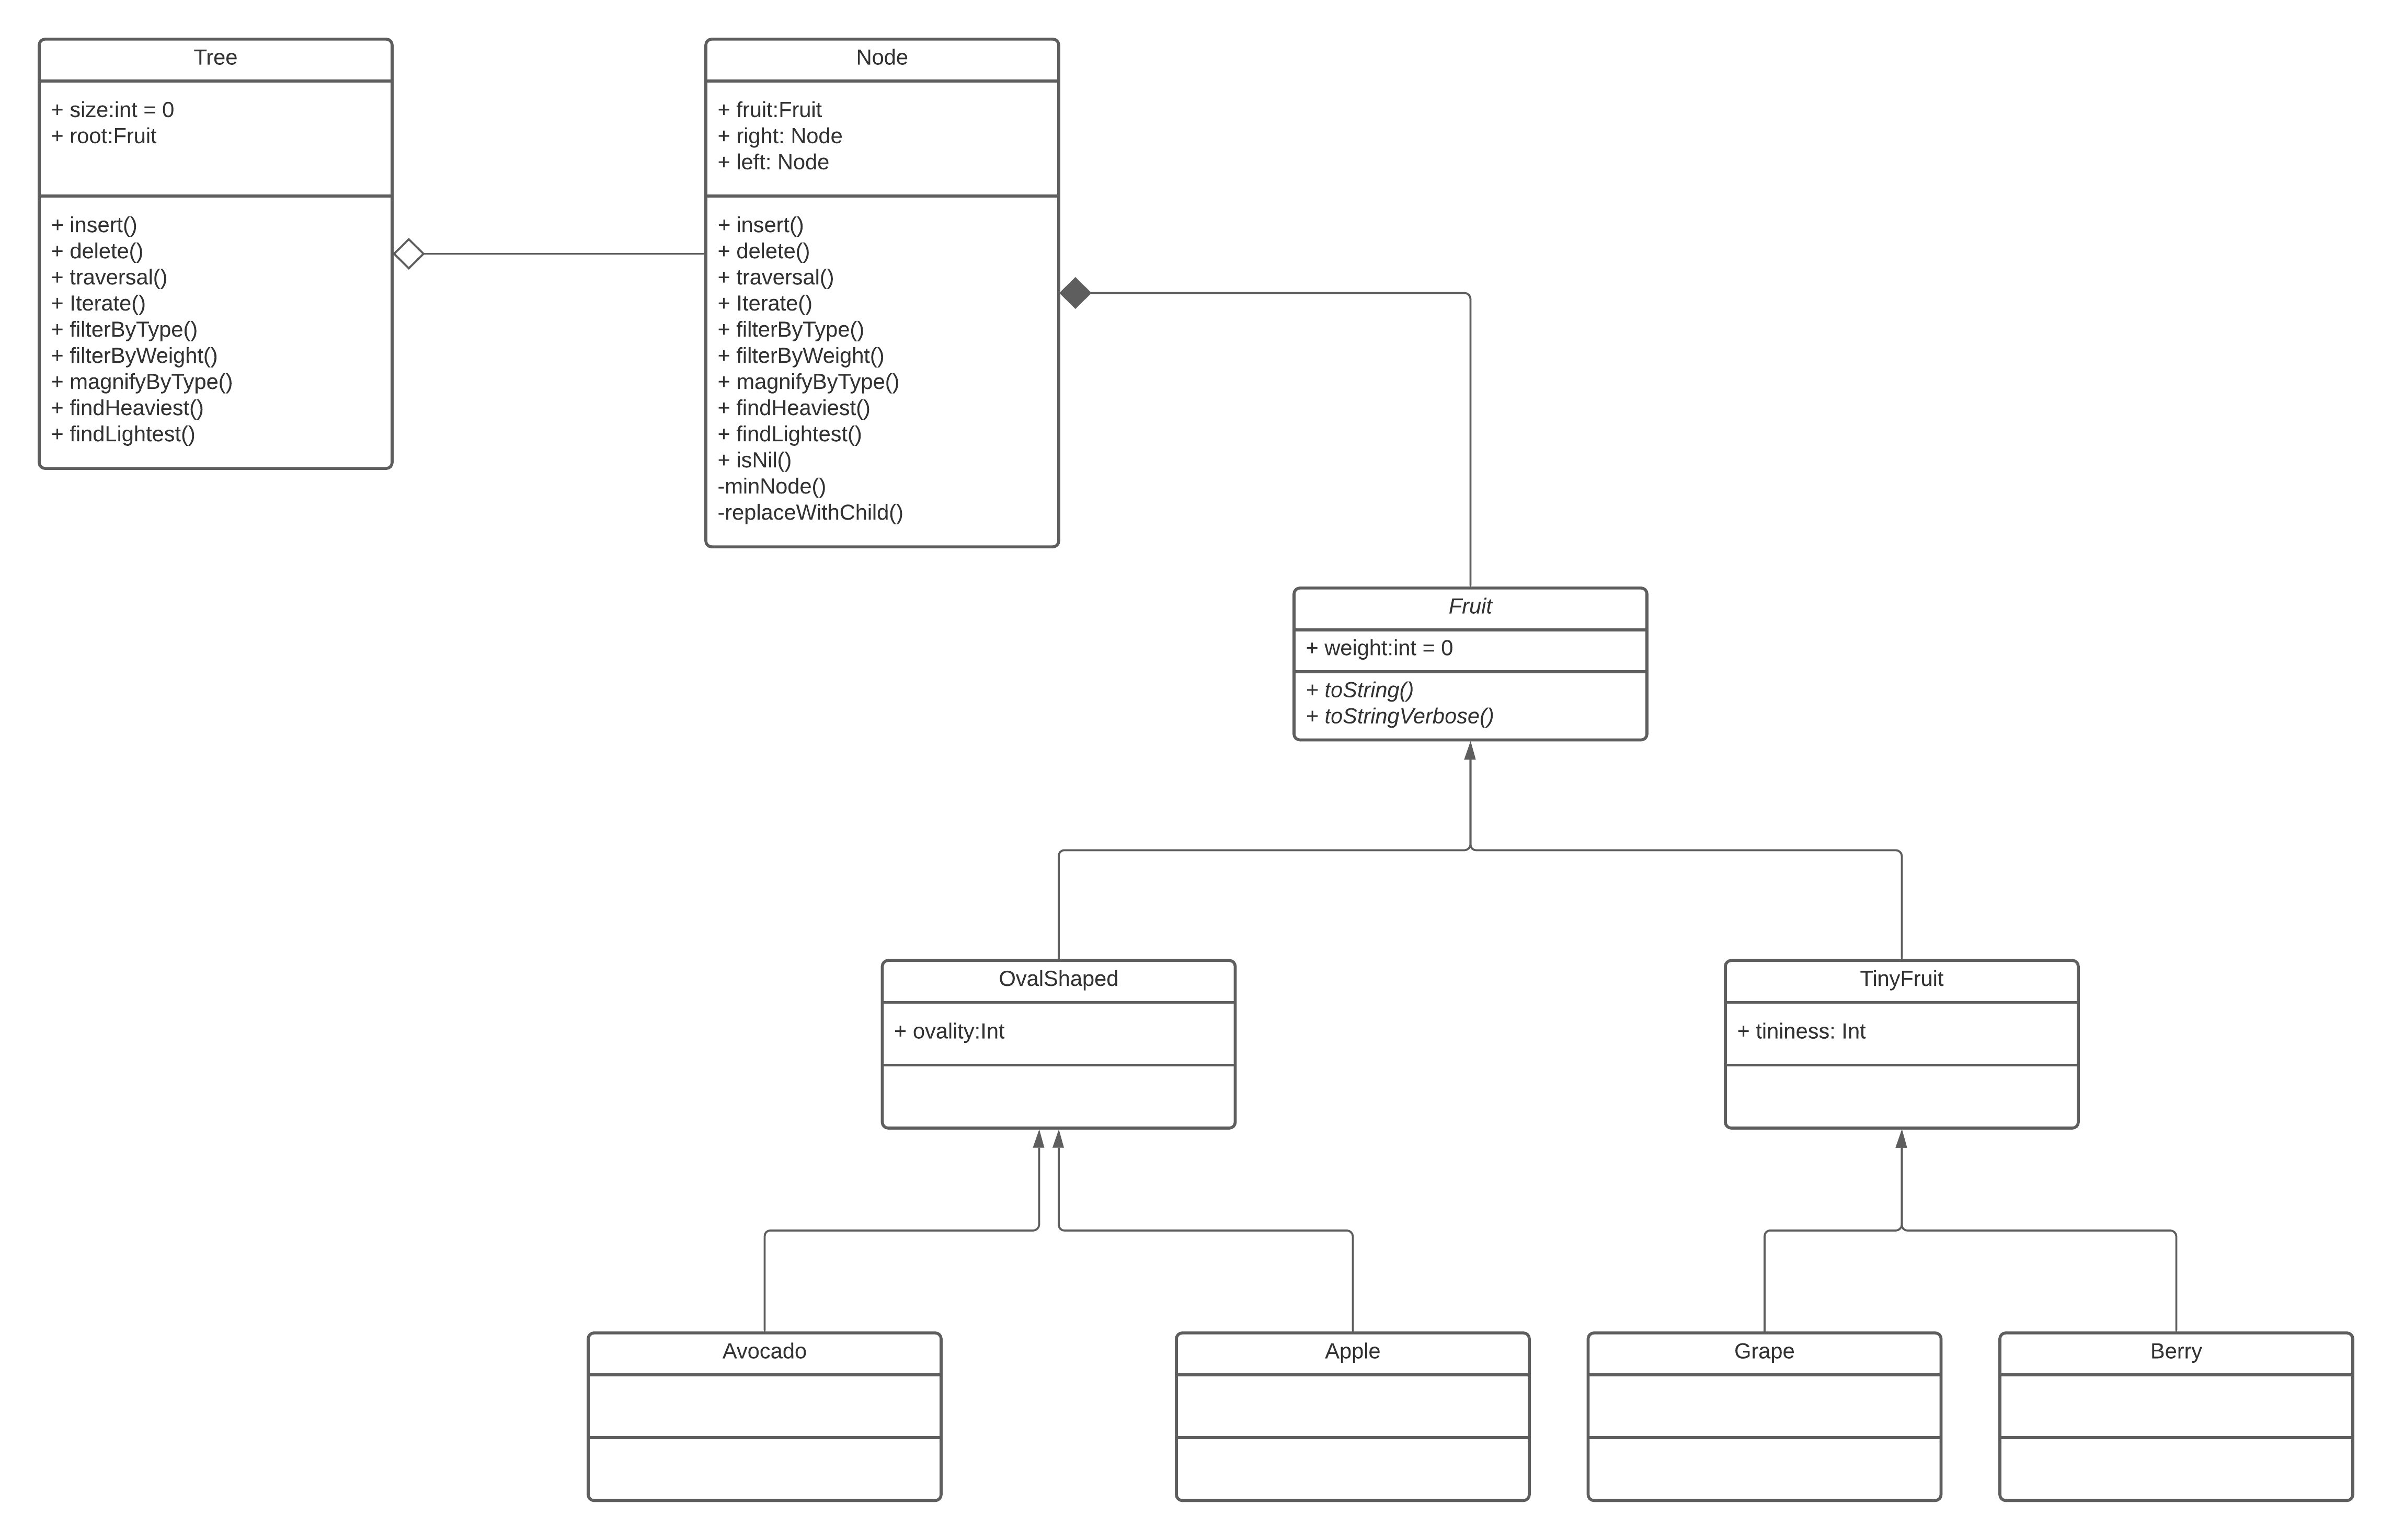 Tree
+ size:int = 0
+ root:Fruit
+ insert()
+ delete()
+ traversal()
+ Iterate()
+ filterByType()
+ filterByWeight()
+ magnifyByType()
+ findHeaviest()
+ findLightest()
Node
+ fruit:Fruit
+ right: Node
+ left: Node
+ insert()
+ delete()
+ traversal()
+ Iterate()
+ filterByType()
+ filterByWeight()
+ magnifyByType()
+ findHeaviest()
+ findLightest()
+ isNil()
-minNode()
-replaceWithChild()
Fruit
+ weight:int = 0
+ toString()
+ toStringVerbose()
OvalShaped
+ ovality:Int
TinyFruit
+ tininess: Int
Avocado
Apple
Grape
Berry